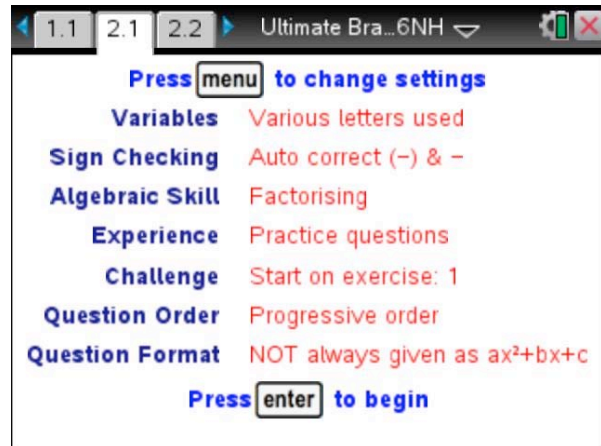 1.1 2.1 2.2 Ultimate Bra...6NH
Press menu to change settings
Variables Various letters used
Sign Checking Auto correct (−) & −
Algebraic Skill Factorising
Experience Practice questions
Challenge Start on exercise: 1
Question Order Progressive order
Question Format NOT always given as ax²+bx+c
Press enter to begin